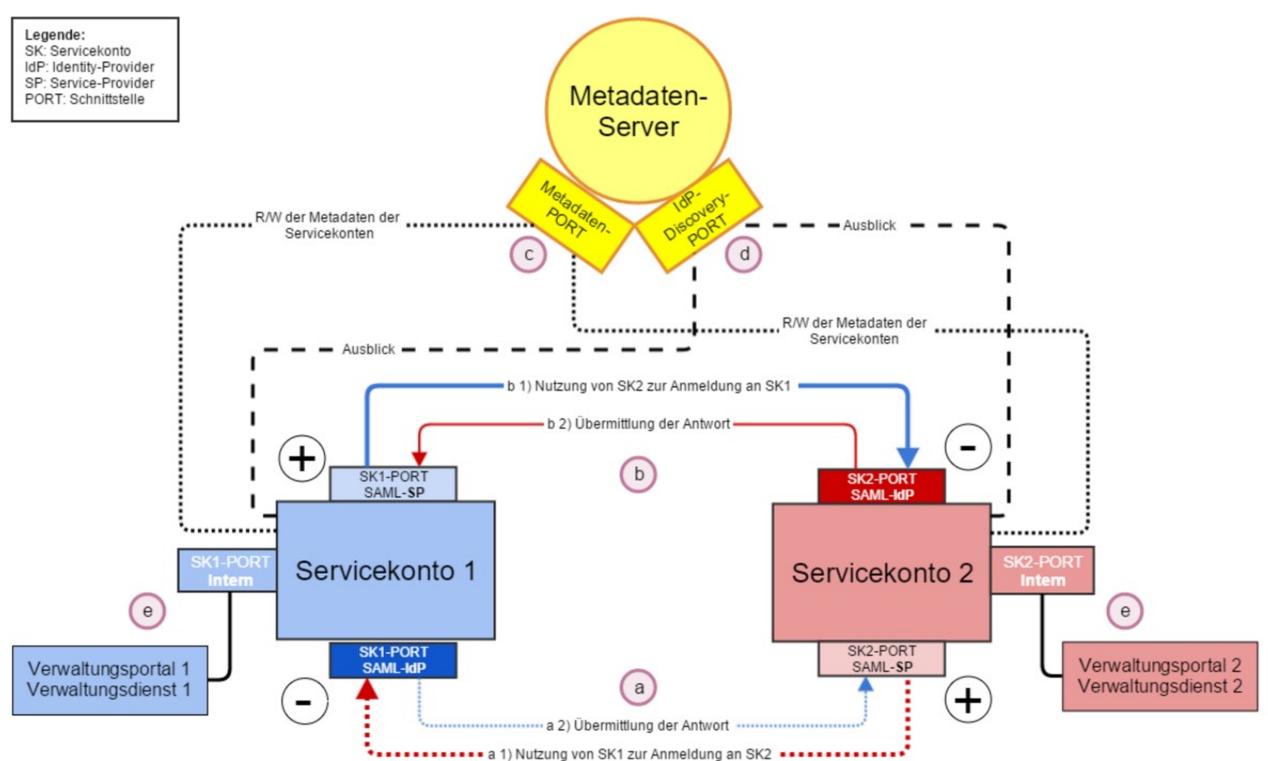 Legende:
SK: Servicekonto
IdP: Identity-Provider
SP: Service-Provider
PORT: Schnittstelle
Metadaten-
Server
Metadaten-
PORT
IdP-
Discovery-
PORT
R/W der Metadaten der
Servicekonten
Ausblick
c
d
R/W der Metadaten der
Servicekonten
Ausblick
b 1) Nutzung von SK2 zur Anmeldung an SK1
b 2) Übermittlung der Antwort
+
-
b
SK1-PORT
SAML-SP
SK2-PORT
SAML-IdP
Servicekonto 1
Servicekonto 2
SK1-PORT
Intern
SK2-PORT
Intern
e
e
Verwaltungsportal 1
Verwaltungsdienst 1
Verwaltungsportal 2
Verwaltungsdienst 2
SK1-PORT
SAML-IdP
SK2-PORT
SAML-SP
-
a
+
a 2) Übermittlung der Antwort
a 1) Nutzung von SK1 zur Anmeldung an SK2